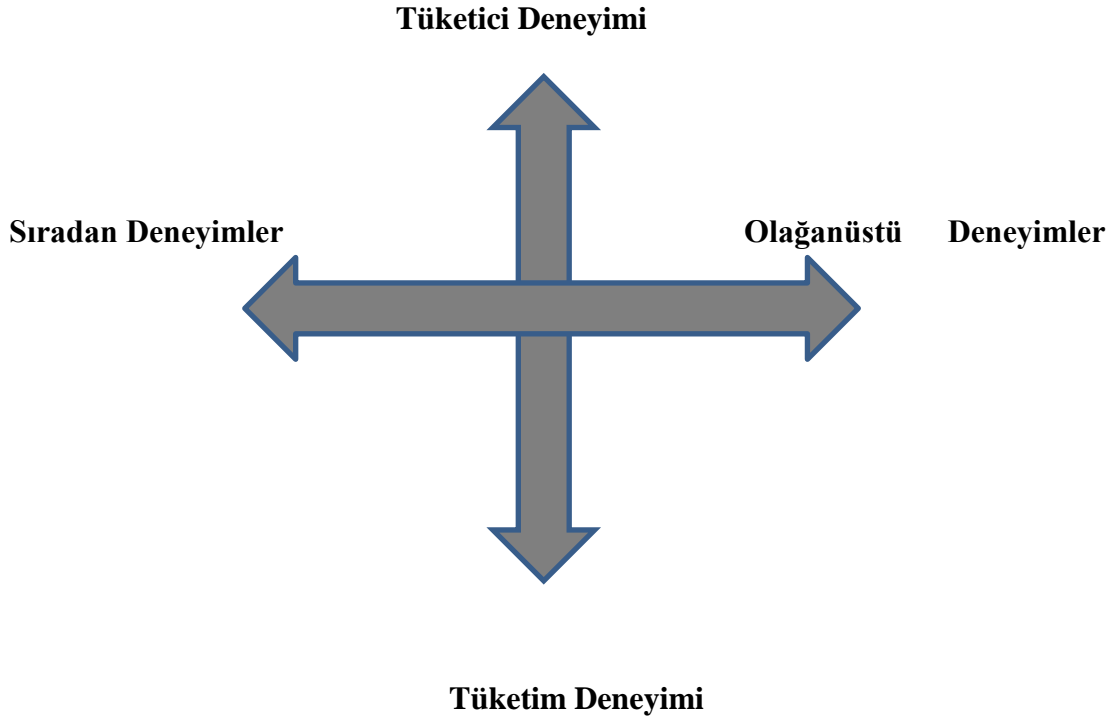 Tüketici Deneyimi
Sıradan Deneyimler
Olağanüstü Deneyimler
Tüketim Deneyimi